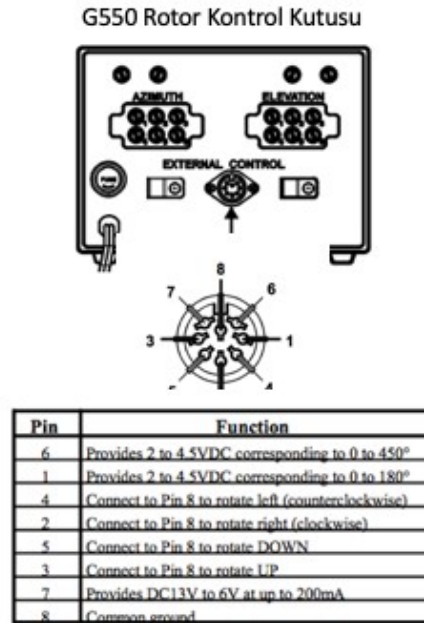 G550 Rotor Kontrol Kutusu
AZIMUTH ELEVATION
EXTERNAL CONTROL
FUSE
8
7 6
3 1
5 4
Pin Function
6 Provides 2 to 4.5VDC corresponding to 0 to 450°
1 Provides 2 to 4.5VDC corresponding to 0 to 180°
4 Connect to Pin 8 to rotate left (counterclockwise)
2 Connect to Pin 8 to rotate right (clockwise)
5 Connect to Pin 8 to rotate DOWN
3 Connect to Pin 8 to rotate UP
7 Provides DC13V to 6V at up to 200mA
8 Common ground